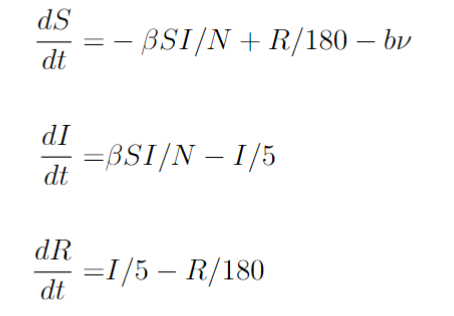 dS/dt = − βSI/N + R/180 − bν
dI/dt =βSI/N − I/5
dR/dt =I/5 − R/180